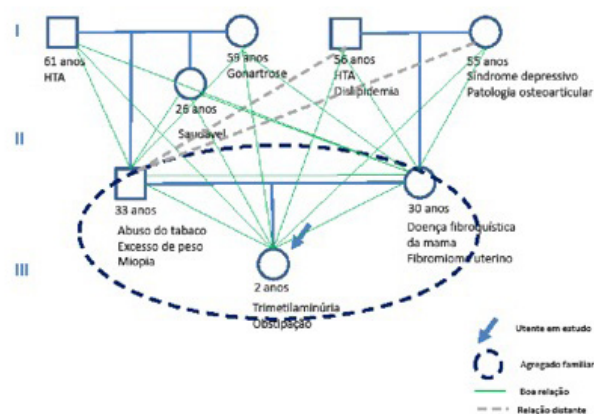 I
61 anos
HTA
59 anos
Gonartrose
56 anos
HTA
Dislipidemia
55 anos
Síndrome depressivo
Patologia osteoarticular
26 anos
Saudável
II
33 anos
Abuso do tabaco
Excesso de peso
Miopia
30 anos
Doença fibroquística
da mama
Fibromioma uterino
III
2 anos
Trimetilaminúria
Obstipação
Utente em estudo
Agregado familiar
Boa relação
Relação distante